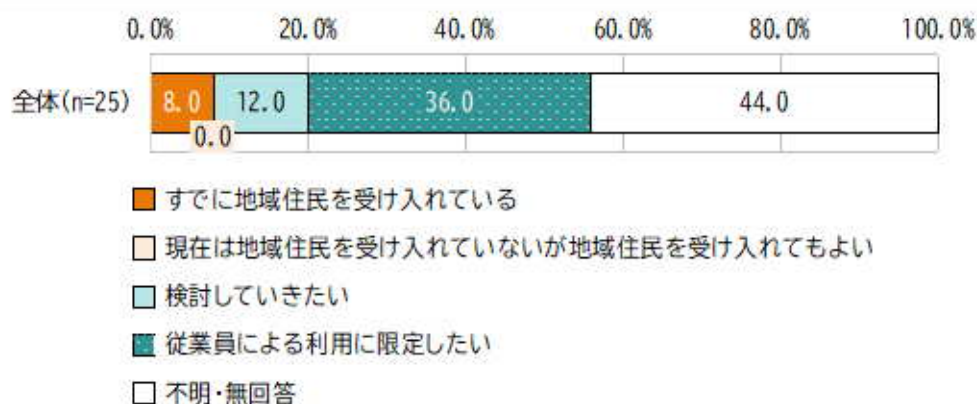 0.0% 20.0% 40.0% 60.0% 80.0% 100.0%
全体(n=25) 8.0 12.0 36.0 44.0
0.0
すでに地域住民を受け入れている
現在は地域住民を受け入れていないが地域住民を受け入れてもよい
検討していきたい
従業員による利用に限定したい
不明・無回答